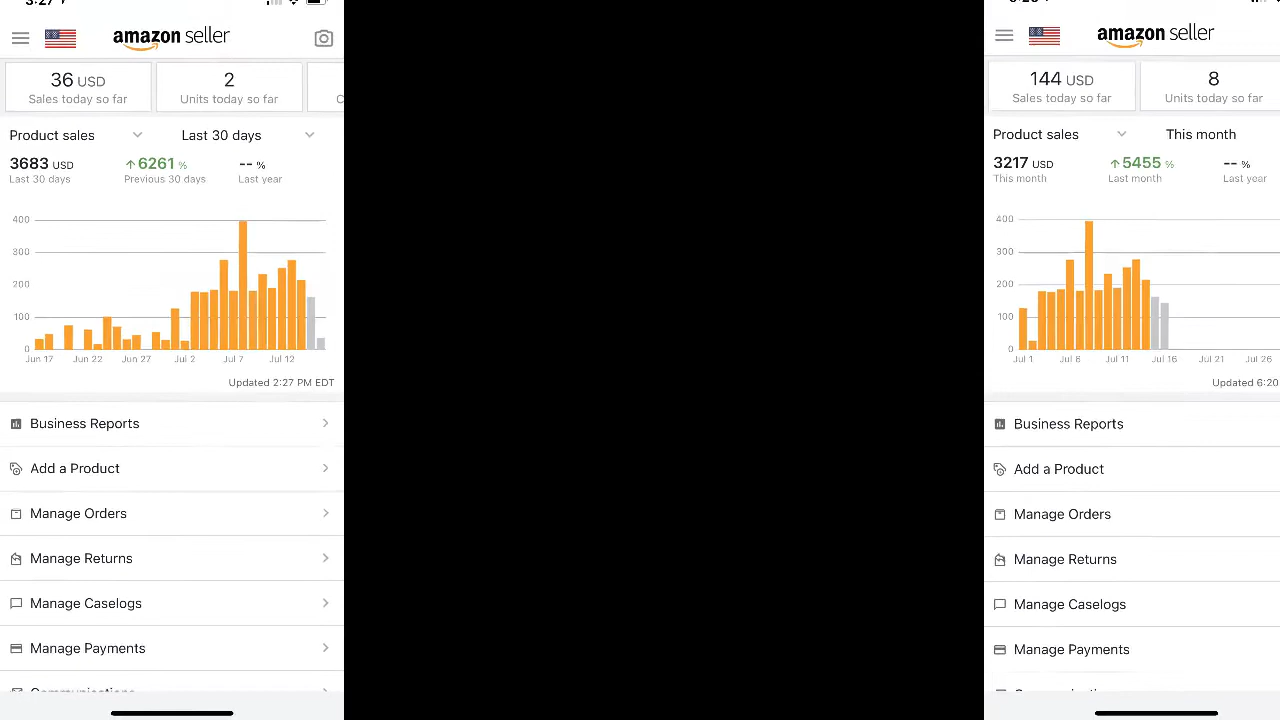 3:27
amazon seller
36 USD
Sales today so far
2
Units today so far
C
Product sales
Last 30 days
3683 USD
Last 30 days
↑6261 %
Previous 30 days
-- %
Last year
400
300
200
100
0
Jun 17
Jun 22
Jun 27
Jul 2
Jul 7
Jul 12
Updated 2:27 PM EDT
Business Reports
Add a Product
Manage Orders
Manage Returns
Manage Caselogs
Manage Payments
Communications
amazon seller
144 USD
Sales today so far
8
Units today so far
Product sales
This month
3217 USD
This month
↑5455 %
Last month
-- %
Last year
400
300
200
100
0
Jul 1
Jul 6
Jul 11
Jul 16
Jul 21
Jul 26
Updated 6:20
Business Reports
Add a Product
Manage Orders
Manage Returns
Manage Caselogs
Manage Payments